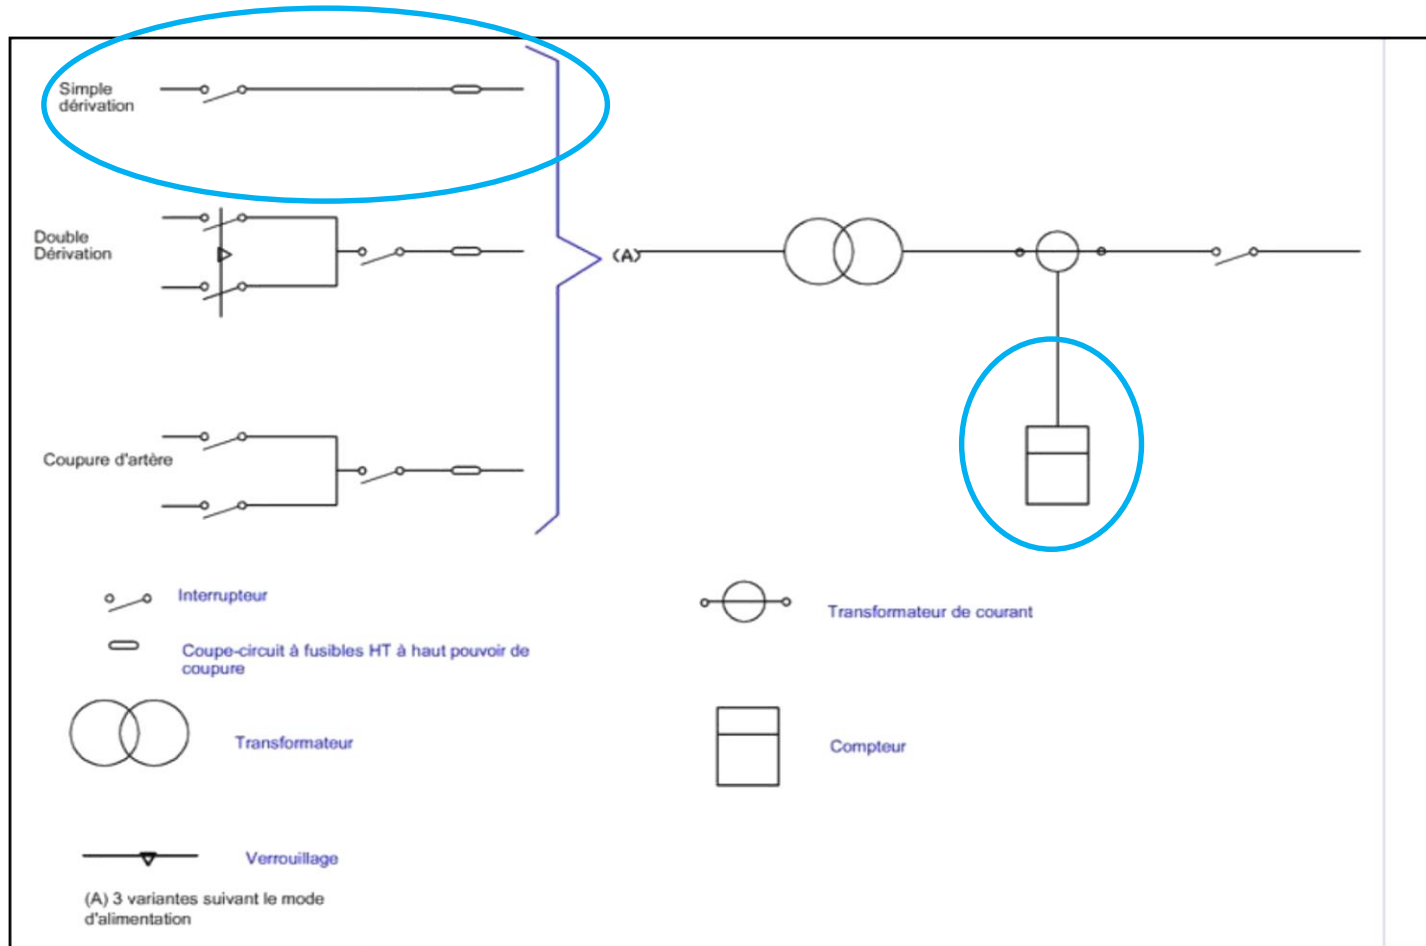 Simple
dérivation
Double
Dérivation
(A)
Coupure d'artère
Interrupteur
Transformateur de courant
Coupe-circuit à fusibles HT à haut pouvoir de
coupure
Transformateur
Compteur
Verrouillage
(A) 3 variantes suivant le mode
d'alimentation